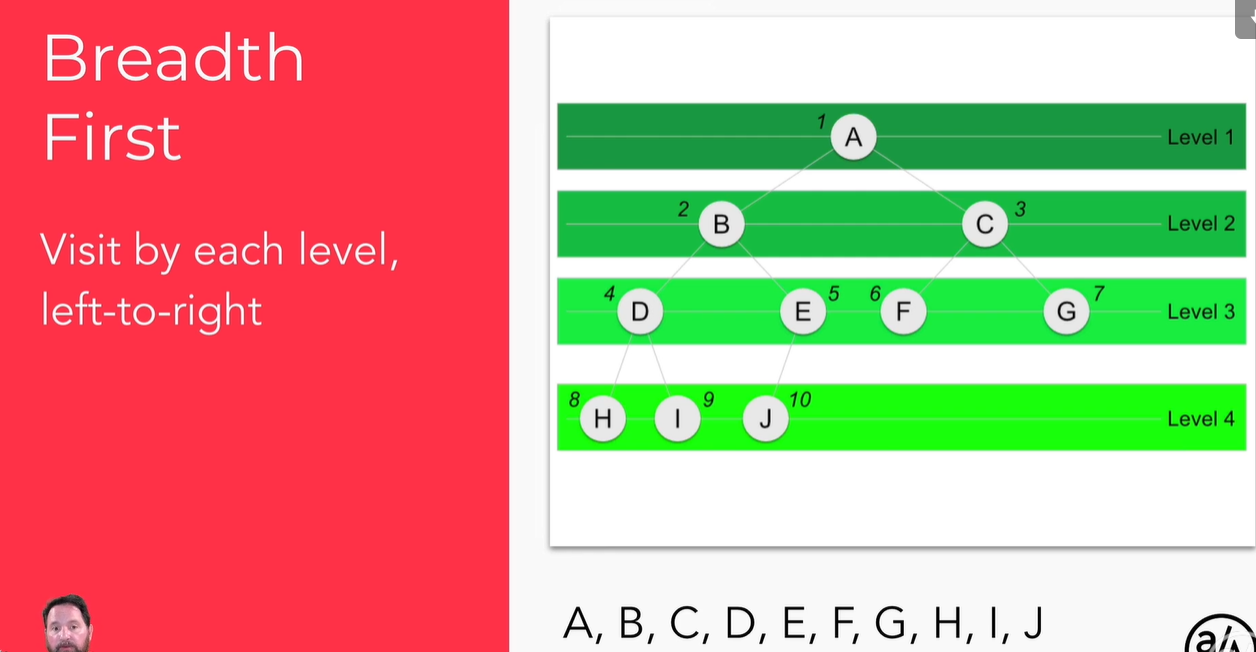 Breadth
First
Visit by each level,
left-to-right
1 A Level 1
2 B C 3 Level 2
4 D E 5 6 F G 7 Level 3
8 H I 9 J 10 Level 4
A, B, C, D, E, F, G, H, I, J